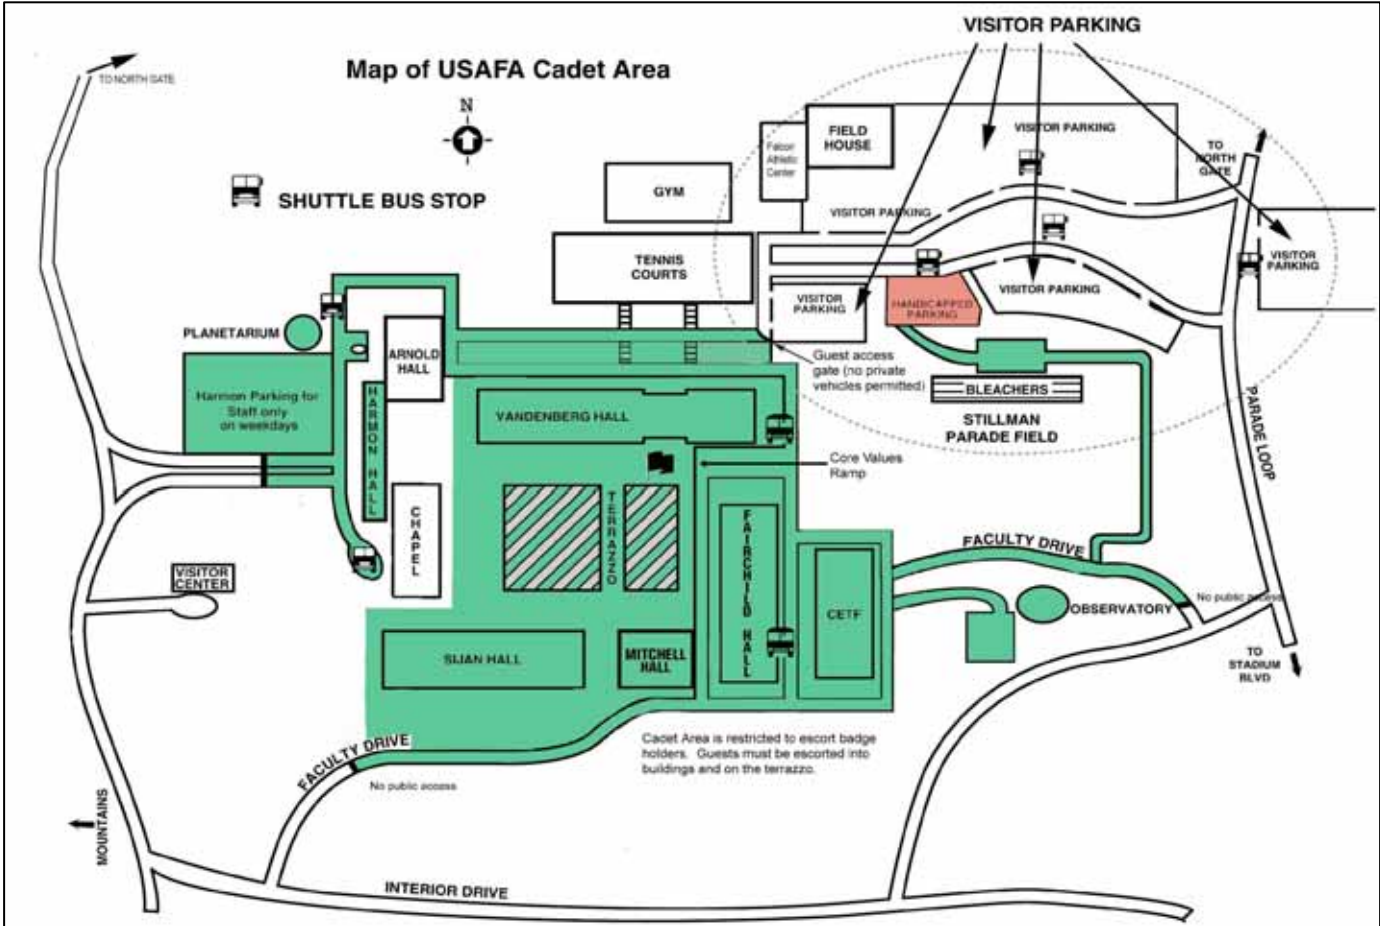 VISITOR PARKING
Map of USAFA Cadet Area
TO NORTH GATE
N
SHUTTLE BUS STOP
FIELD
HOUSE
Falcon
Athletic
Center
VISITOR PARKING
TO
NORTH
GATE
GYM
VISITOR PARKING
TENNIS
COURTS
VISITOR
PARKING
VISITOR PARKING
VISITOR
PARKING
HANDICAPPED
PARKING
PLANETARIUM
ARNOLD
HALL
Guest access
gate (no private
vehicles permitted)
BLEACHERS
STILLMAN
PARADE FIELD
PARADE LOOP
Harmon Parking for
Staff only
on weekdays
HARMON HALL
VANDENBERG HALL
Core Values
Ramp
CHAPEL
TERRAZZO
FAIRCHILD HALL
FACULTY DRIVE
VISITOR
CENTER
CETF
OBSERVATORY
No public access
SIJAN HALL
MITCHELL
HALL
TO
STADIUM
BLVD
FACULTY DRIVE
No public access
Cadet Area is restricted to escort badge
holders. Guests must be escorted into
buildings and on the terrazzo.
MOUNTAINS
INTERIOR DRIVE